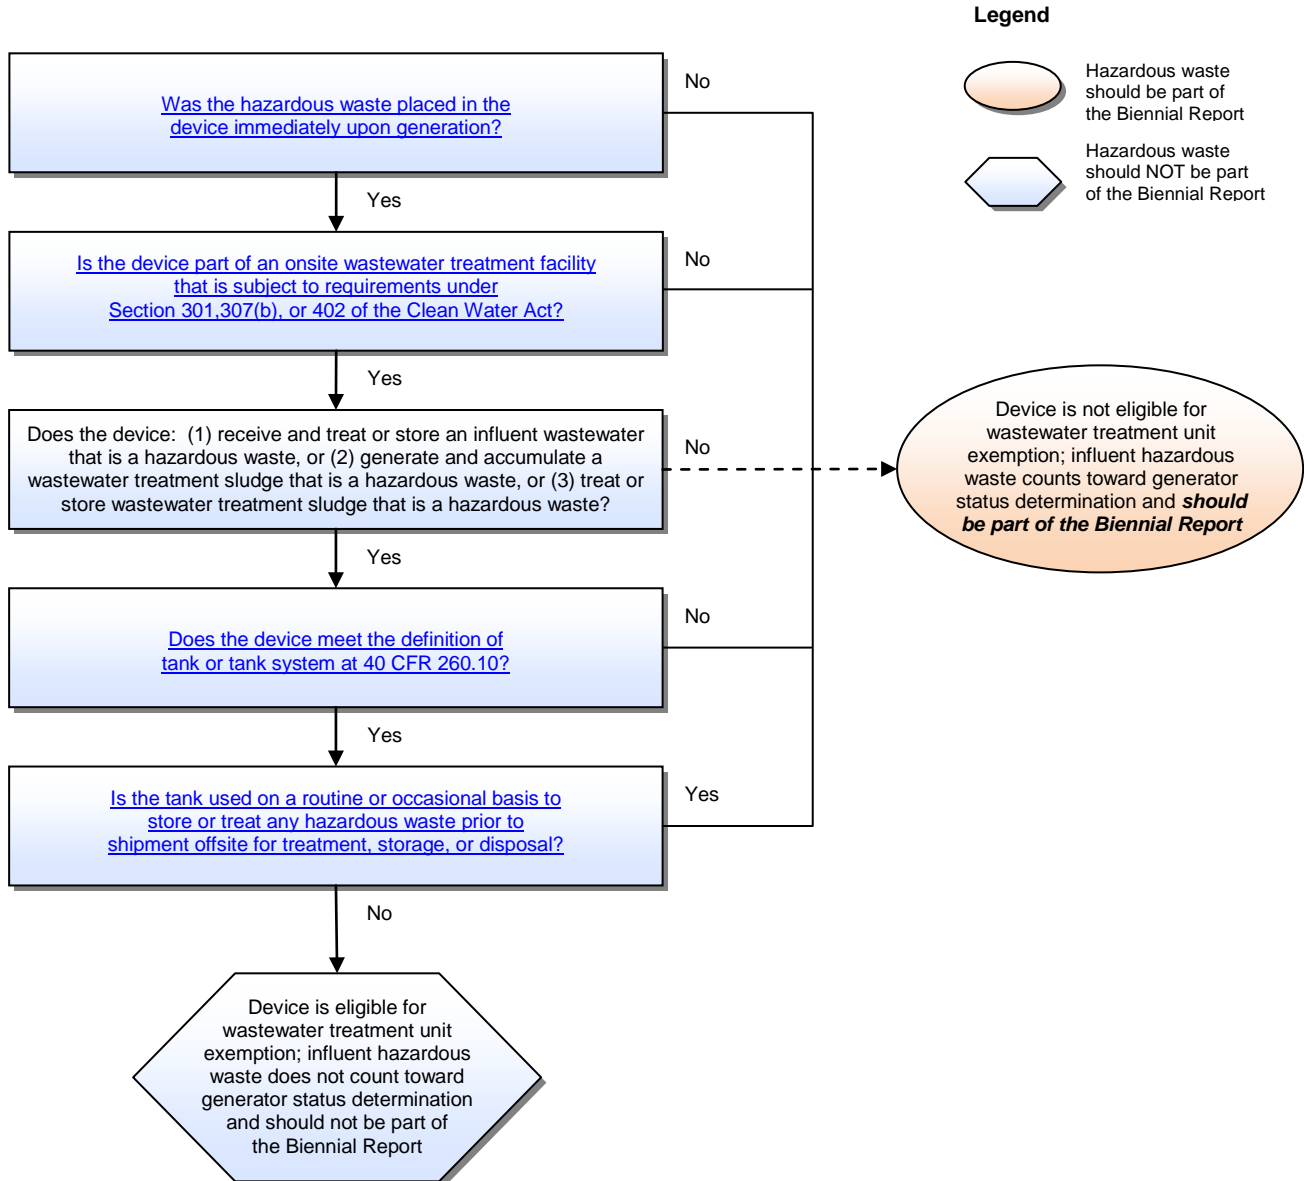 Legend
Hazardous waste
should be part of
the Biennial Report
Hazardous waste
should NOT be part
of the Biennial Report
Was the hazardous waste placed in the
device immediately upon generation?
No
Yes
Is the device part of an onsite wastewater treatment facility
that is subject to requirements under
Section 301,307(b), or 402 of the Clean Water Act?
No
Yes
Does the device: (1) receive and treat or store an influent wastewater
that is a hazardous waste, or (2) generate and accumulate a
wastewater treatment sludge that is a hazardous waste, or (3) treat or
store wastewater treatment sludge that is a hazardous waste?
No
Device is not eligible for
wastewater treatment unit
exemption; influent hazardous
waste counts toward generator
status determination and should
be part of the Biennial Report
Yes
Does the device meet the definition of
tank or tank system at 40 CFR 260.10?
No
Yes
Is the tank used on a routine or occasional basis to
store or treat any hazardous waste prior to
shipment offsite for treatment, storage, or disposal?
Yes
No
Device is eligible for
wastewater treatment unit
exemption; influent hazardous
waste does not count toward
generator status determination
and should not be part of
the Biennial Report